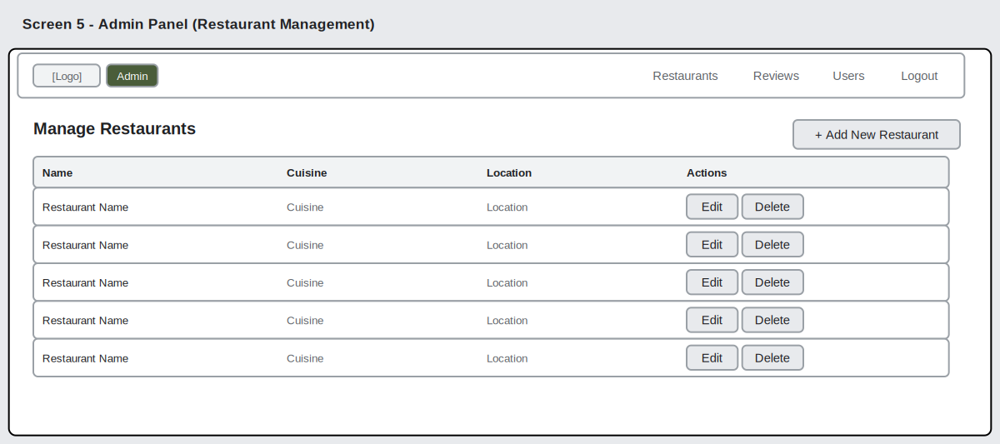 Screen 5 - Admin Panel (Restaurant Management)
[Logo] Admin Restaurants Reviews Users Logout
Manage Restaurants
+ Add New Restaurant
Name Cuisine Location Actions
Restaurant Name Cuisine Location Edit Delete
Restaurant Name Cuisine Location Edit Delete
Restaurant Name Cuisine Location Edit Delete
Restaurant Name Cuisine Location Edit Delete
Restaurant Name Cuisine Location Edit Delete